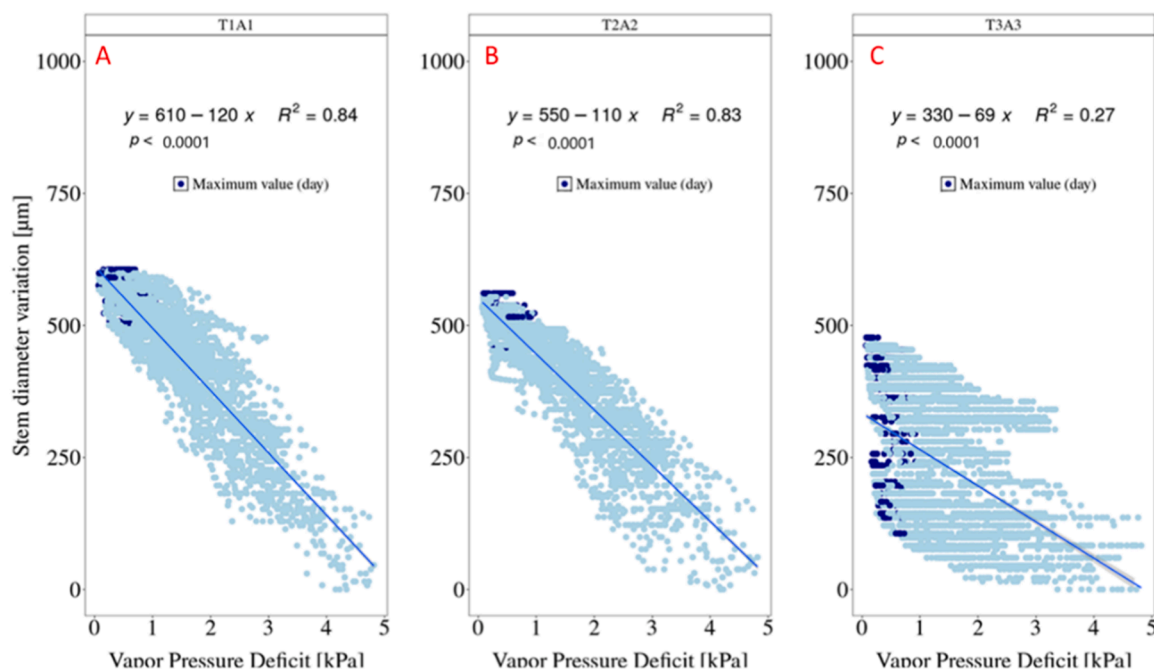 T1A1
T2A2
T3A3
A
B
C
1000
1000
1000
y = 610 − 120 x R² = 0.84
p < 0.0001
y = 550 − 110 x R² = 0.83
p < 0.0001
y = 330 − 69 x R² = 0.27
p < 0.0001
Maximum value (day)
Maximum value (day)
Maximum value (day)
750
750
750
Stem diameter variation [µm]
500
500
500
250
250
250
0
0
0
0 1 2 3 4 5
0 1 2 3 4 5
0 1 2 3 4 5
Vapor Pressure Deficit [kPa]
Vapor Pressure Deficit [kPa]
Vapor Pressure Deficit [kPa]